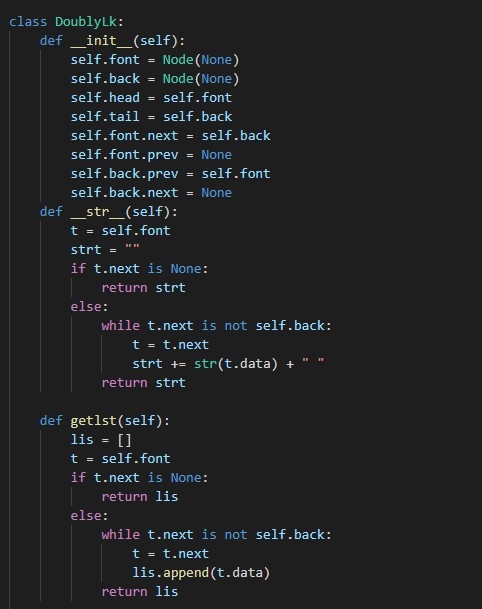 class DoublyLk:
    def __init__(self):
        self.font = Node(None)
        self.back = Node(None)
        self.head = self.font
        self.tail = self.back
        self.font.next = self.back
        self.font.prev = None
        self.back.prev = self.font
        self.back.next = None
    def __str__(self):
        t = self.font
        strt = ""
        if t.next is None:
            return strt
        else:
            while t.next is not self.back:
                t = t.next
                strt += str(t.data) + " "
            return strt

    def getlst(self):
        lis = []
        t = self.font
        if t.next is None:
            return lis
        else:
            while t.next is not self.back:
                t = t.next
                lis.append(t.data)
            return lis